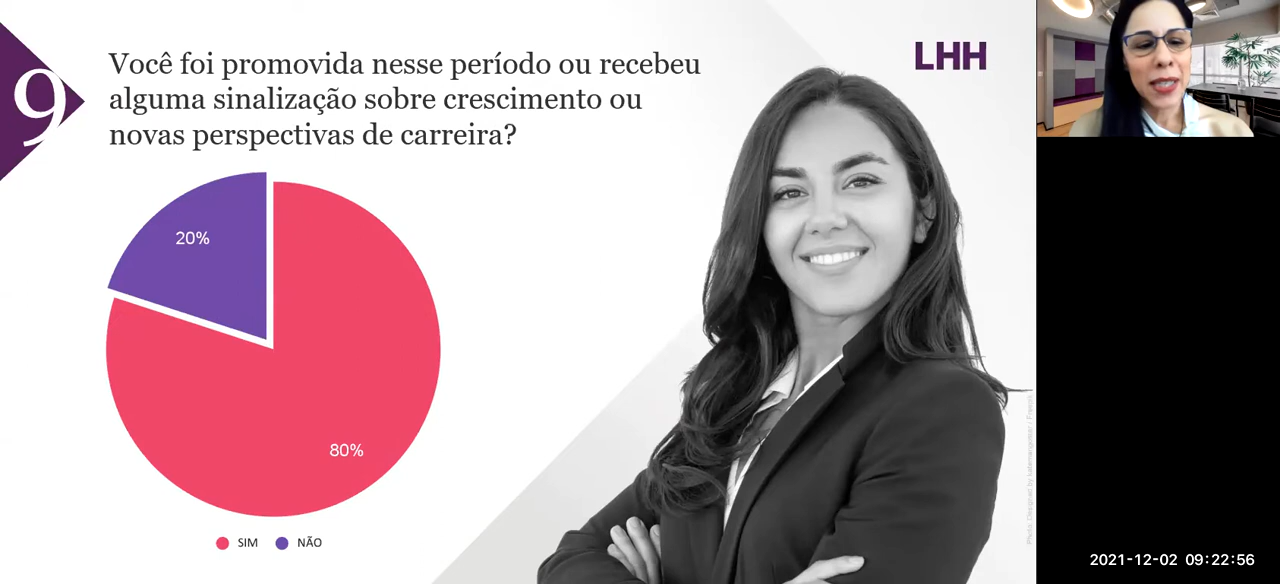 9
Você foi promovida nesse período ou recebeu
alguma sinalização sobre crescimento ou
novas perspectivas de carreira?
LHH
20%
80%
SIM
NÃO
2021-12-02 09:22:56